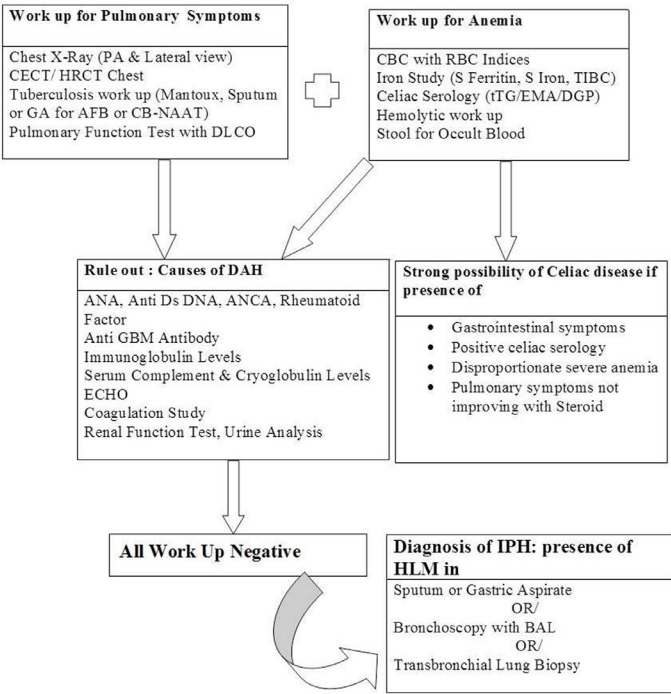 Work up for Pulmonary Symptoms
Chest X-Ray (PA & Lateral view)
CECT/ HRCT Chest
Tuberculosis work up (Mantoux, Sputum
or GA for AFB or CB-NAAT)
Pulmonary Function Test with DLCO
Work up for Anemia
CBC with RBC Indices
Iron Study (S Ferritin, S Iron, TIBC)
Celiac Serology (tTG/EMA/DGP)
Hemolytic work up
Stool for Occult Blood
Rule out : Causes of DAH
ANA, Anti Ds DNA, ANCA, Rheumatoid
Factor
Anti GBM Antibody
Immunoglobulin Levels
Serum Complement & Cryoglobulin Levels
ECHO
Coagulation Study
Renal Function Test, Urine Analysis
Strong possibility of Celiac disease if
presence of
• Gastrointestinal symptoms
• Positive celiac serology
• Disproportionate severe anemia
• Pulmonary symptoms not
improving with Steroid
All Work Up Negative
Diagnosis of IPH: presence of
HLM in
Sputum or Gastric Aspirate
OR/
Bronchoscopy with BAL
OR/
Transbronchial Lung Biopsy